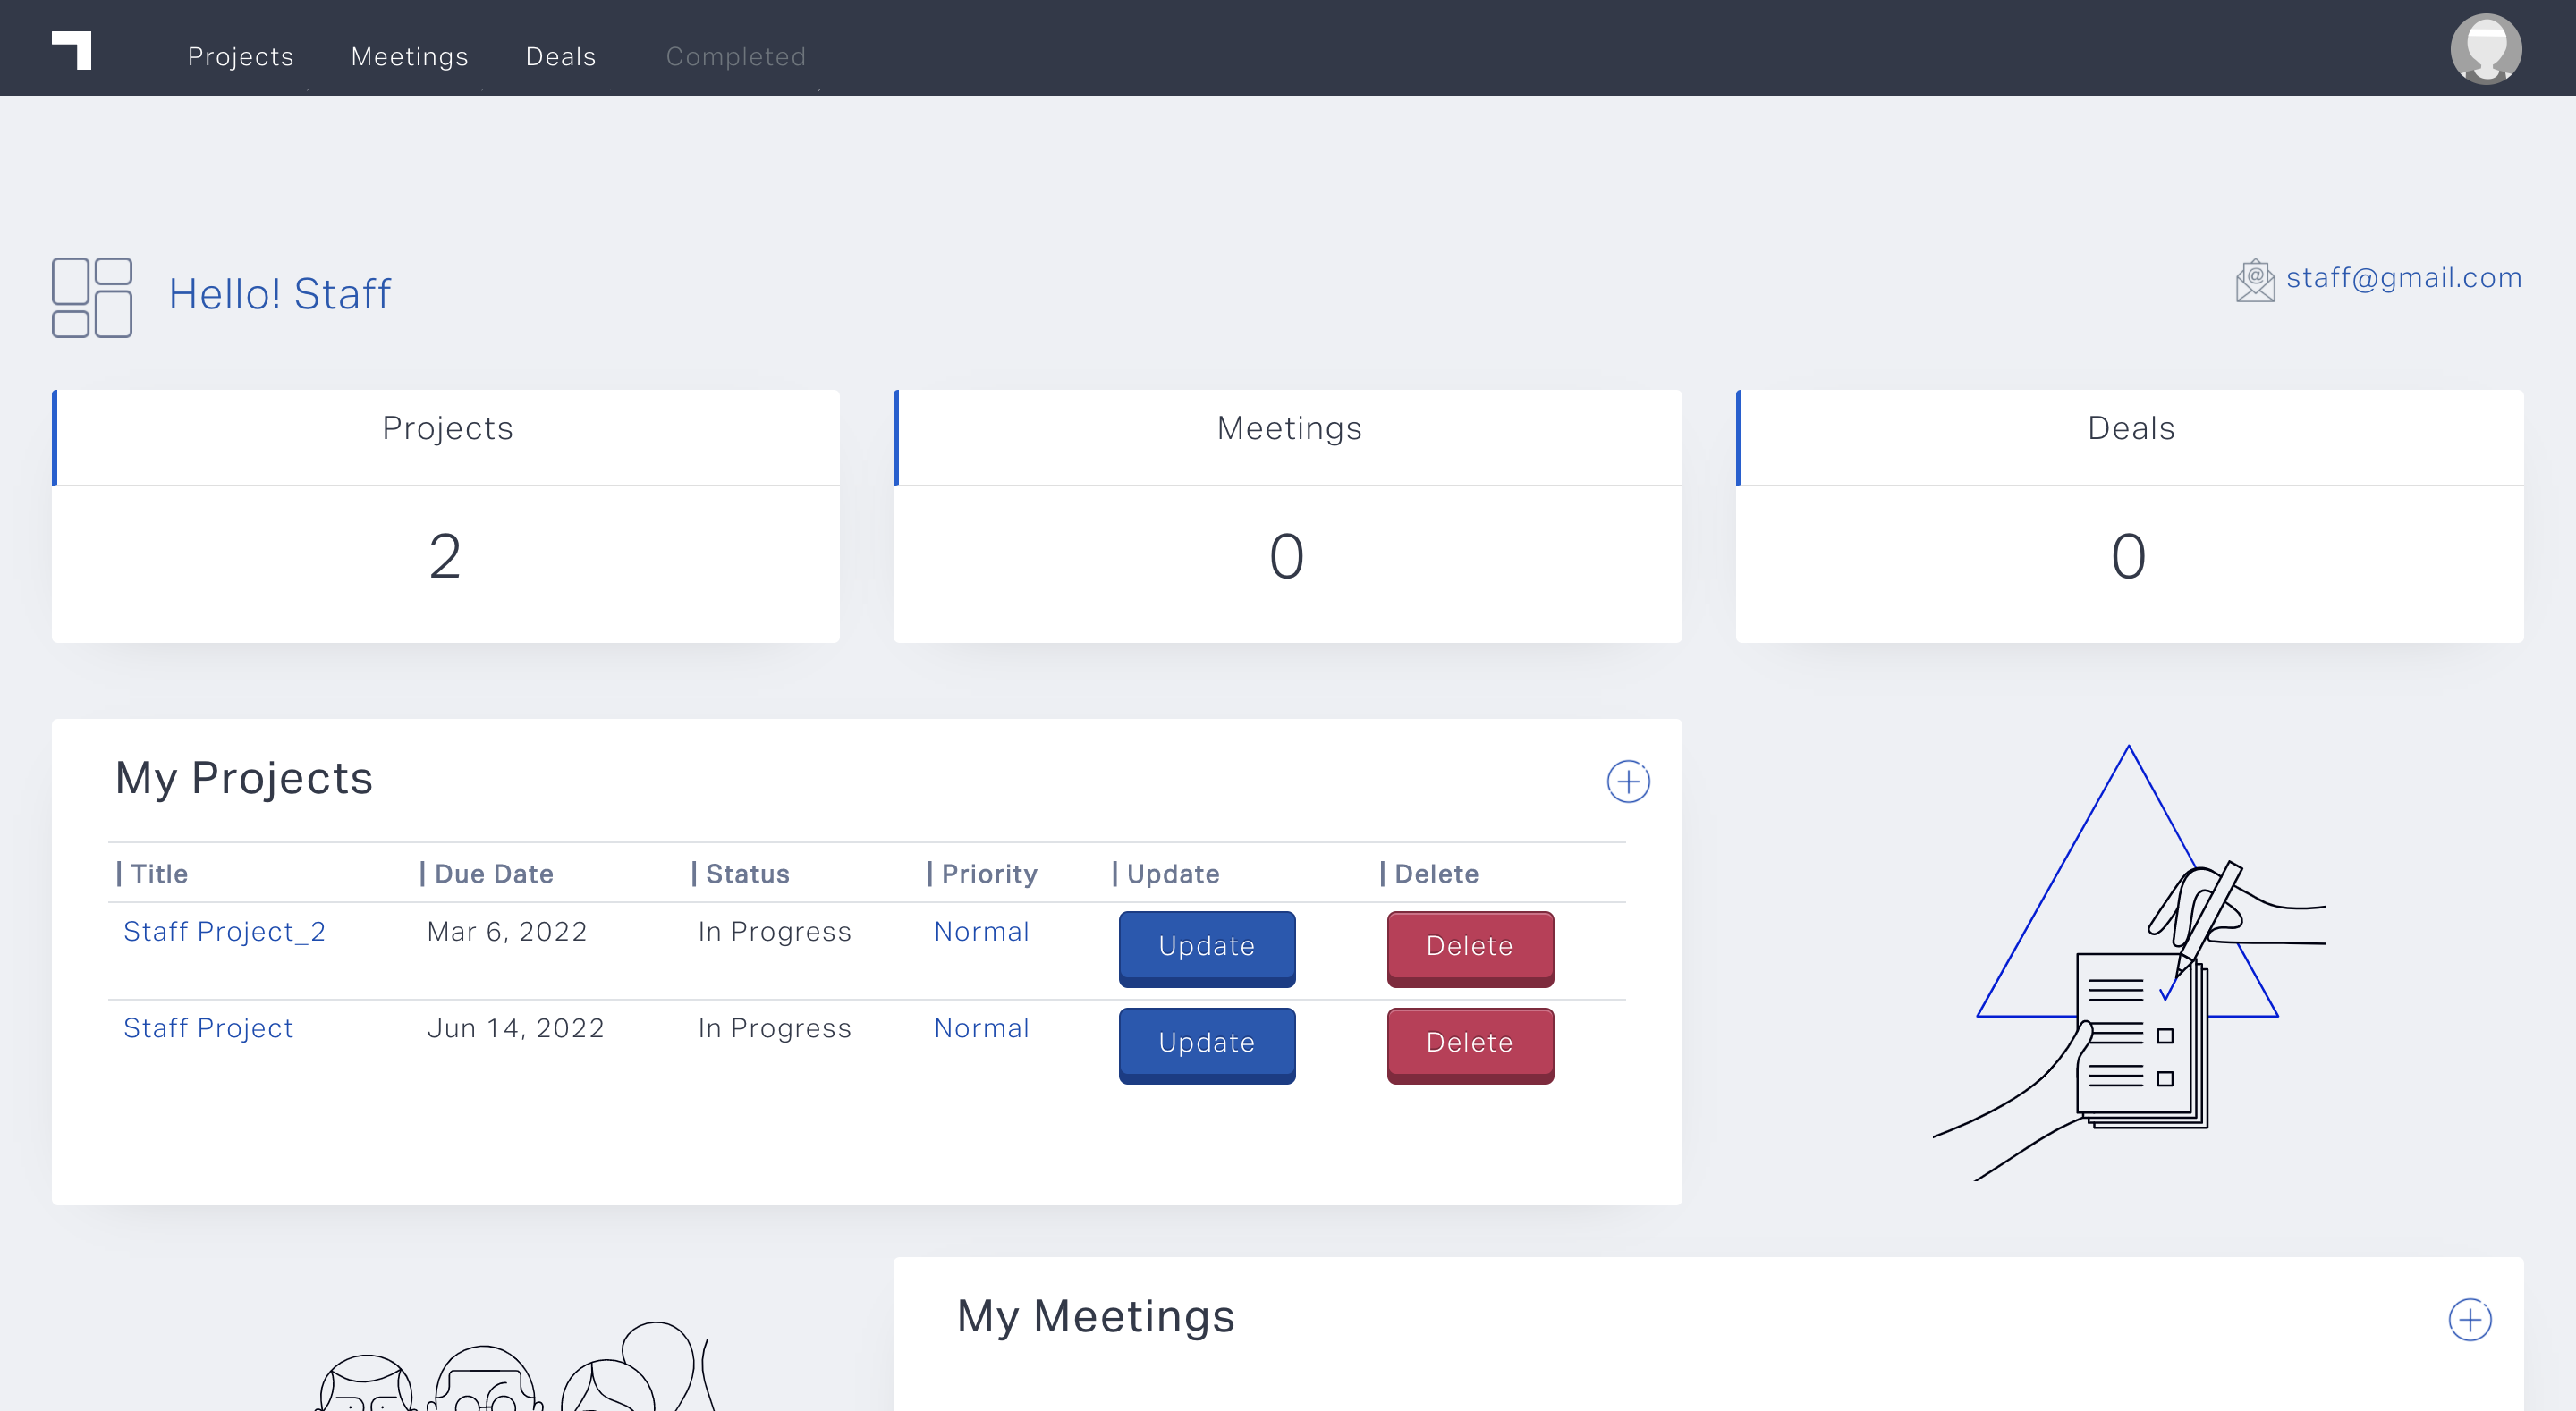 Projects Meetings Deals Completed
Hello! Staff
staff@gmail.com
Projects
2
Meetings
0
Deals
0
My Projects
Title Due Date Status Priority Update Delete
Staff Project_2 Mar 6, 2022 In Progress Normal Update Delete
Staff Project Jun 14, 2022 In Progress Normal Update Delete
My Meetings